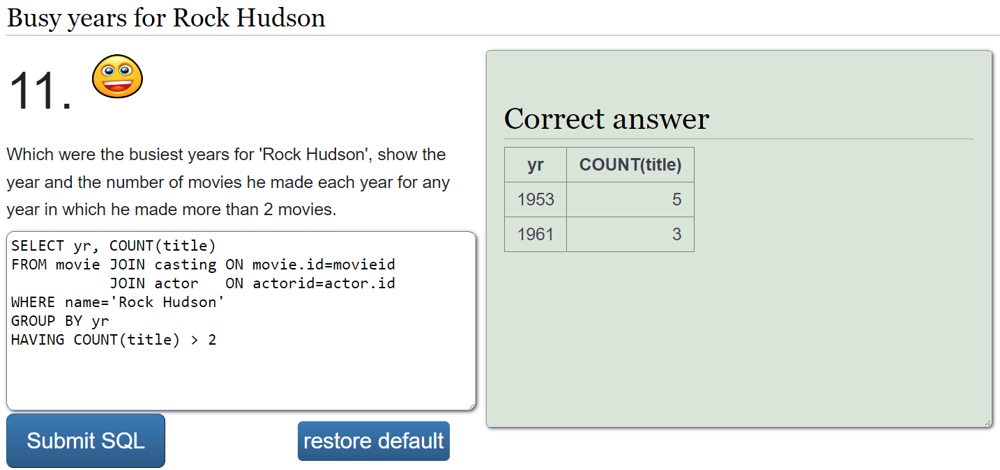 Busy years for Rock Hudson
11.
Which were the busiest years for 'Rock Hudson', show the
year and the number of movies he made each year for any
year in which he made more than 2 movies.
SELECT yr, COUNT(title)
FROM movie JOIN casting ON movie.id=movieid
           JOIN actor   ON actorid=actor.id
WHERE name='Rock Hudson'
GROUP BY yr
HAVING COUNT(title) > 2
Submit SQL
restore default
Correct answer
yr COUNT(title)
1953 5
1961 3